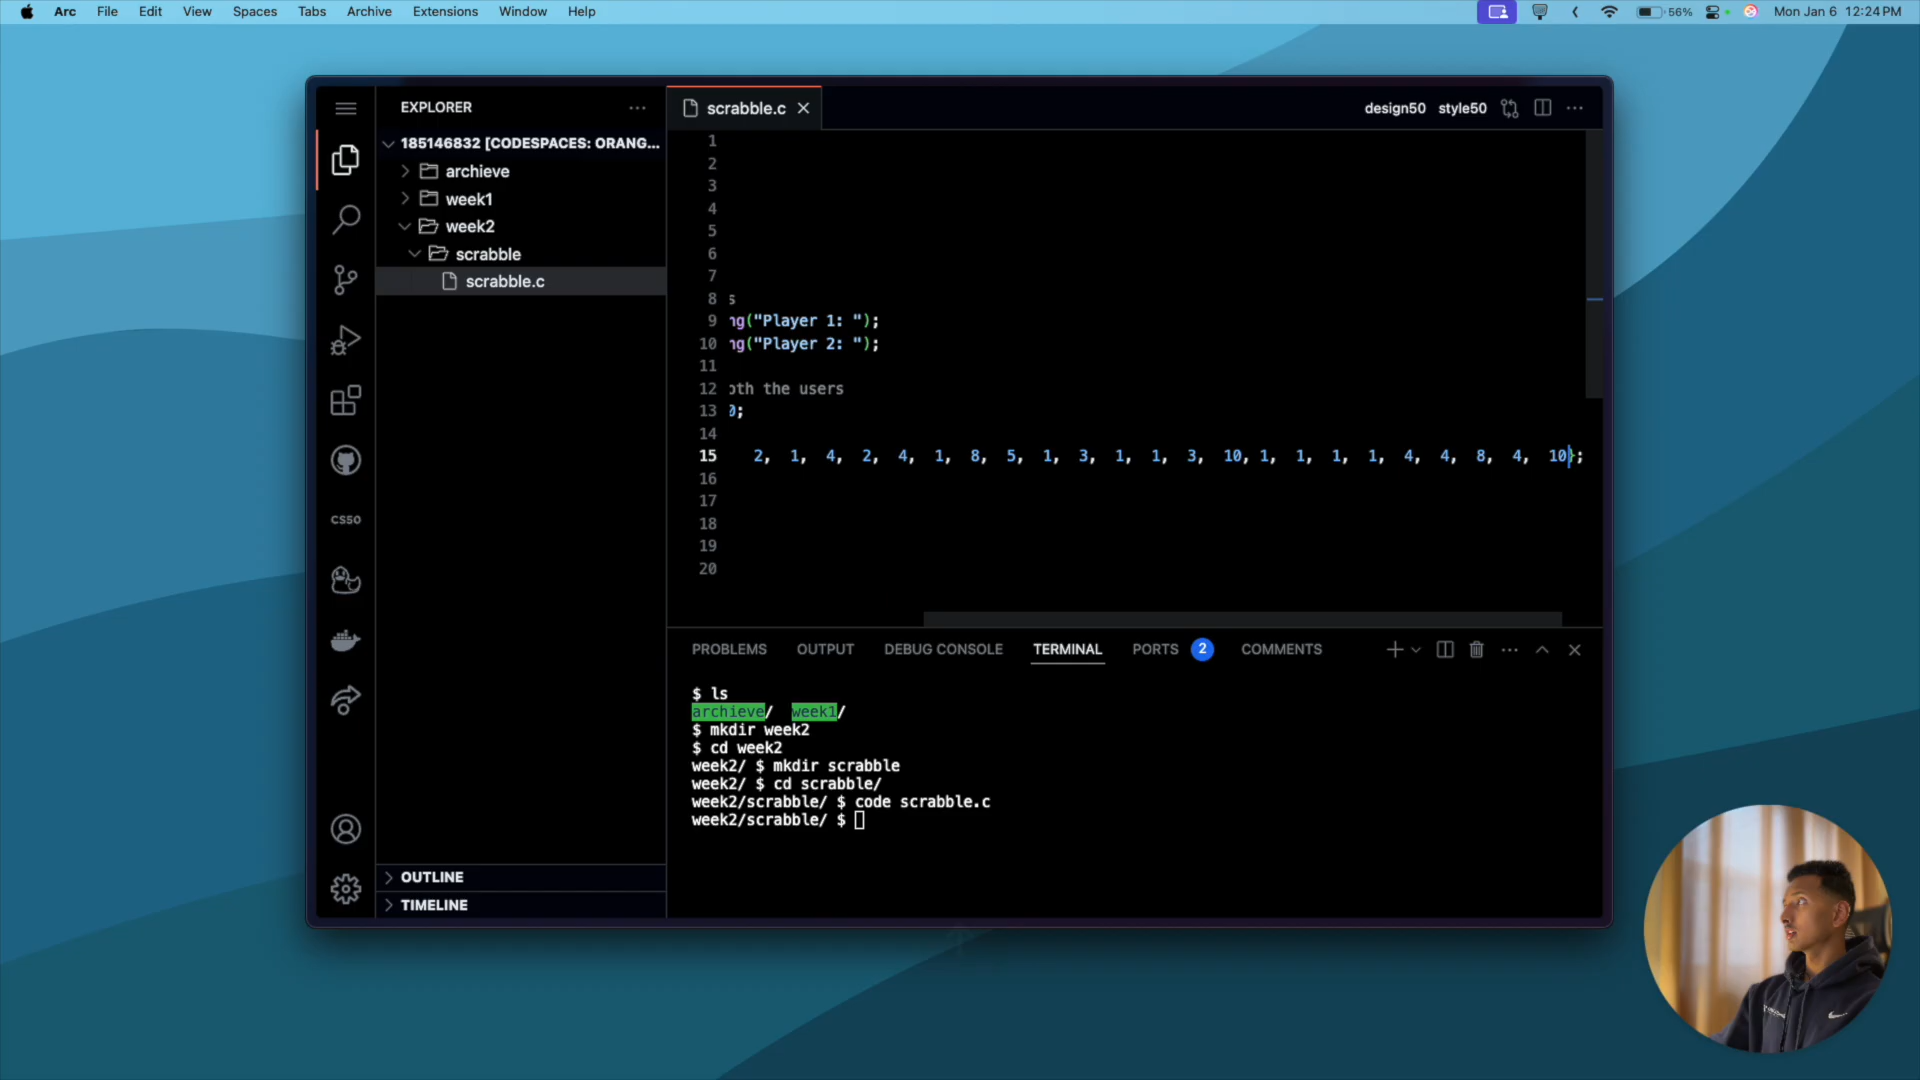 Arc File Edit View Spaces Tabs Archive Extensions Window Help 56% Mon Jan 6 12:24 PM
EXPLORER
scrabble.c
design50 style50
185146832 [CODESPACES: ORANG...
archieve
week1
week2
scrabble
scrabble.c
CS50
OUTLINE
TIMELINE
1
2
3
4
5
6
7
8 s
9 ng("Player 1: ");
10 ng("Player 2: ");
11
12 oth the users
13 0;
14
15 2, 1, 4, 2, 4, 1, 8, 5, 1, 3, 1, 1, 3, 10, 1, 1, 1, 1, 4, 4, 8, 4, 10};
16
17
18
19
20
PROBLEMS OUTPUT DEBUG CONSOLE TERMINAL PORTS 2 COMMENTS
$ ls
archieve/ week1/
$ mkdir week2
$ cd week2
week2/ $ mkdir scrabble
week2/ $ cd scrabble/
week2/scrabble/ $ code scrabble.c
week2/scrabble/ $